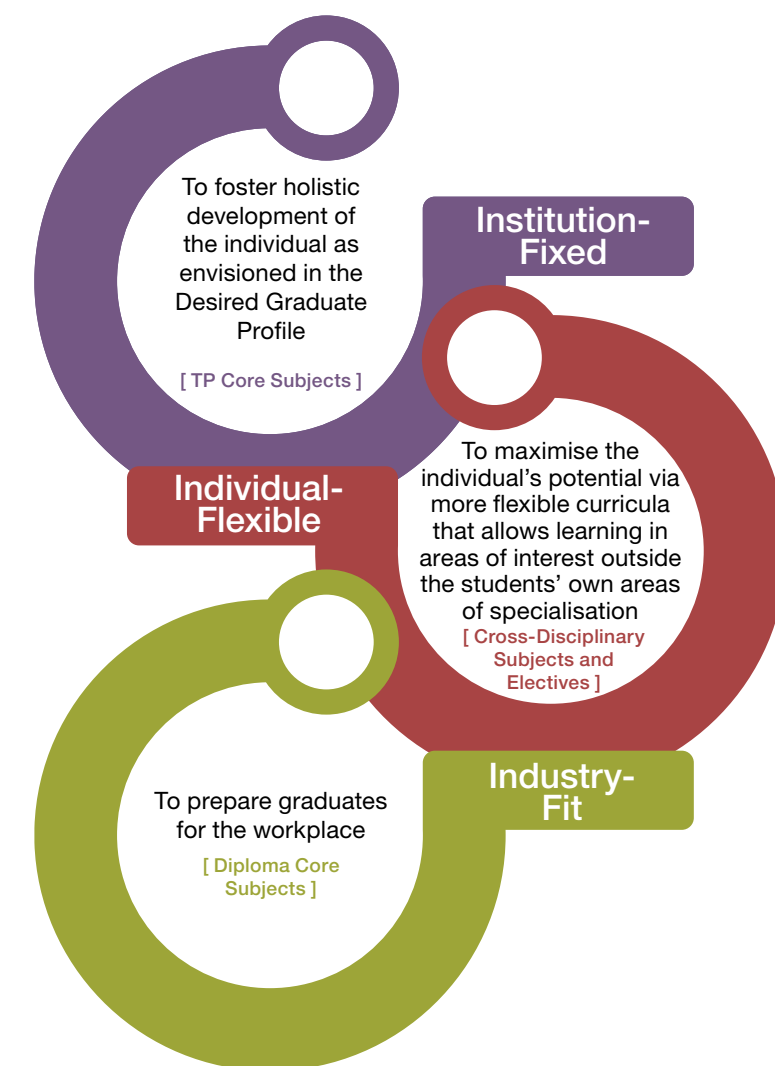 To foster holistic
development of
the individual as
envisioned in the
Desired Graduate
Profile
[ TP Core Subjects ]
Institution-
Fixed
Individual-
Flexible
To maximise the
individual’s potential via
more flexible curricula
that allows learning in
areas of interest outside
the students’ own areas
of specialisation
[ Cross-Disciplinary
Subjects and
Electives ]
Industry-
Fit
To prepare graduates
for the workplace
[ Diploma Core
Subjects ]